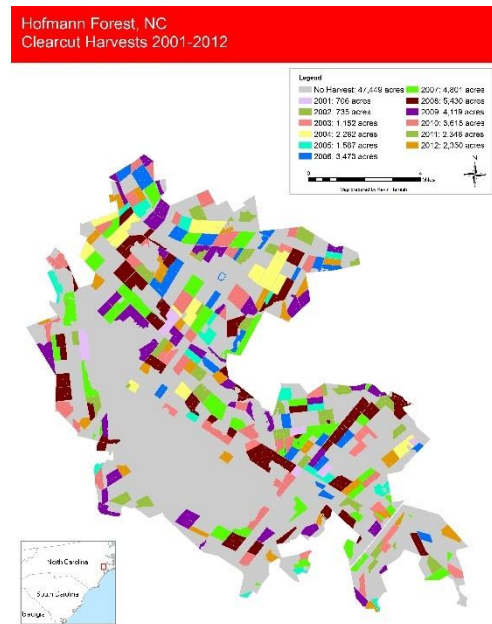 Hofmann Forest, NC
Clearcut Harvests 2001-2012
Legend
No Harvest: 47,449 acres
2001: 706 acres
2002: 735 acres
2003: 1,152 acres
2004: 2,262 acres
2005: 1,567 acres
2006: 3,473 acres
2007: 4,801 acres
2008: 5,430 acres
2009: 4,119 acres
2010: 3,615 acres
2011: 2,348 acres
2012: 2,330 acres
Miles
N
North Carolina
South Carolina
Georgia